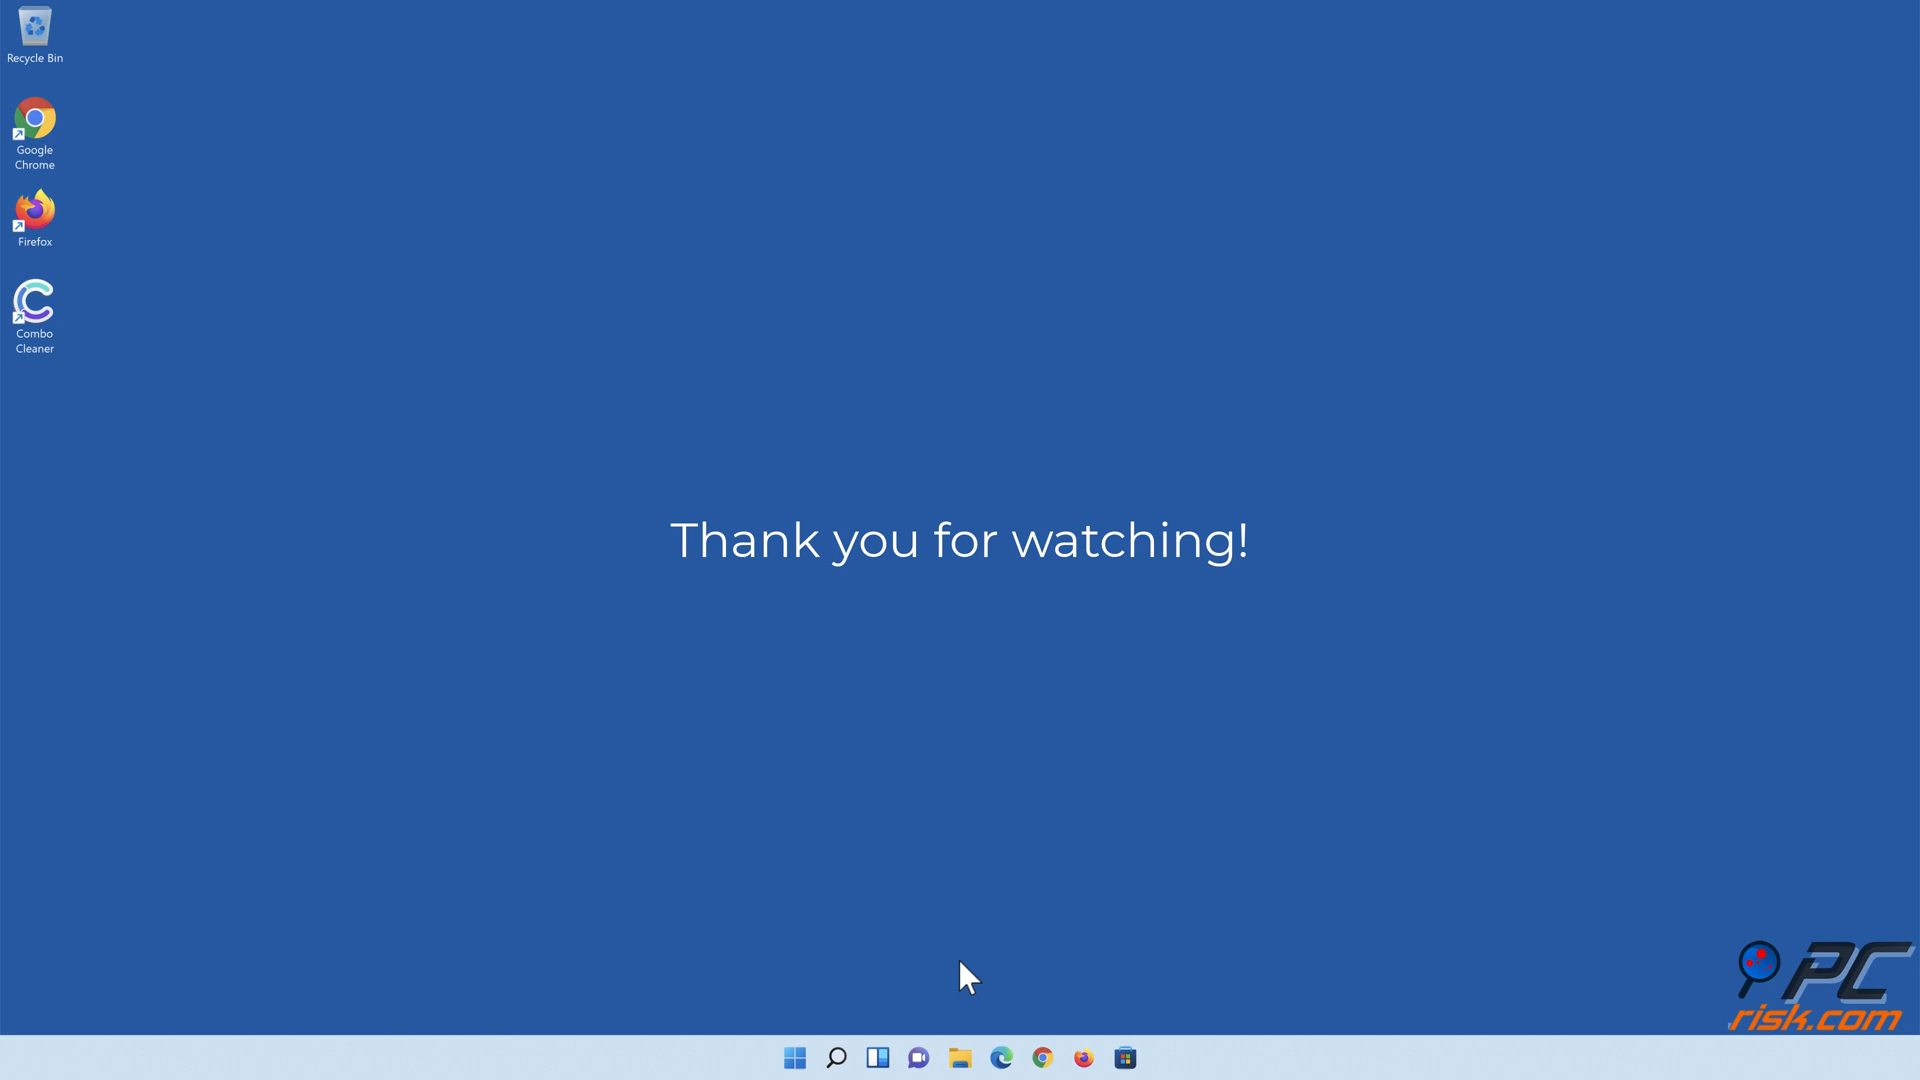 Recycle Bin
Google
Chrome
Firefox
Combo
Cleaner
Thank you for watching!
PC
risk.com